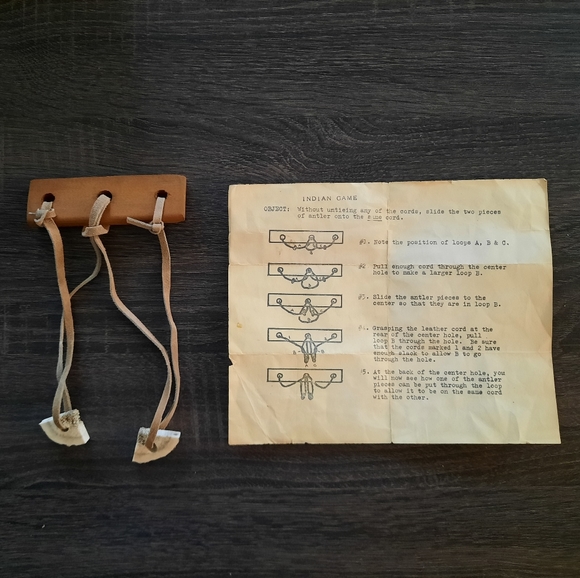 INDIAN GAME
OBJECT: Without untieing any of the cords, slide the two pieces
of antler onto the same cord.
#1. Note the position of loops A, B & C.
#2 Pull enough cord through the center
hole to make a larger loop B.
#3. Slide the antler pieces to the
center so that they are in loop B.
#4. Grasping the leather cord at the
rear of the center hole, pull
loop B through the hole. Be sure
that the cords marked 1 and 2 have
enough slack to allow B to go
through the hole.
#5. At the back of the center hole, you
will now see how one of the antler
pieces can be put through the loop
to allow it to be on the same cord
with the other.